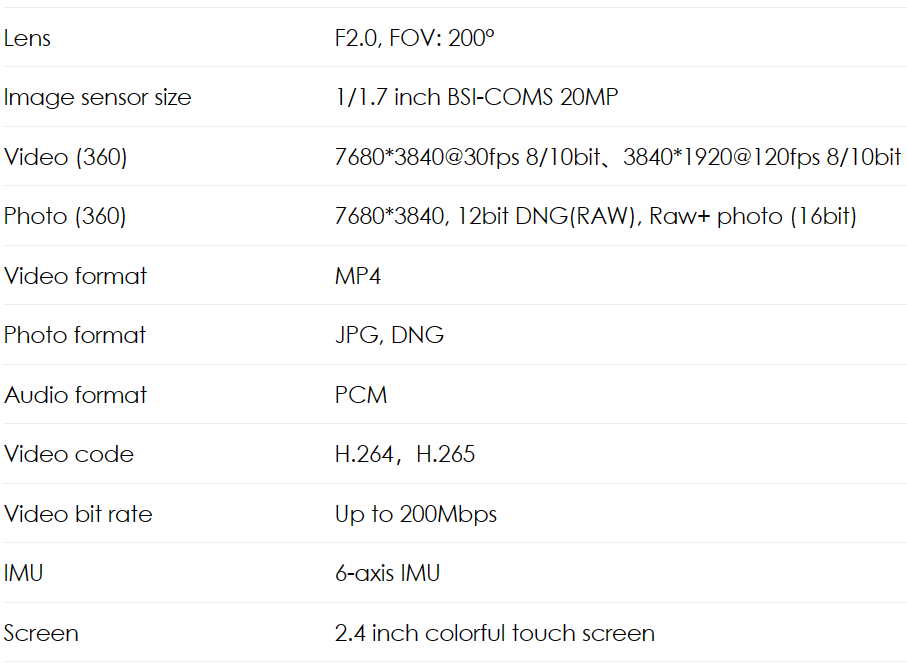 Lens F2.0, FOV: 200°
Image sensor size 1/1.7 inch BSI-COMS 20MP
Video (360) 7680*3840@30fps 8/10bit、3840*1920@120fps 8/10bit
Photo (360) 7680*3840, 12bit DNG(RAW), Raw+ photo (16bit)
Video format MP4
Photo format JPG, DNG
Audio format PCM
Video code H.264，H.265
Video bit rate Up to 200Mbps
IMU 6-axis IMU
Screen 2.4 inch colorful touch screen